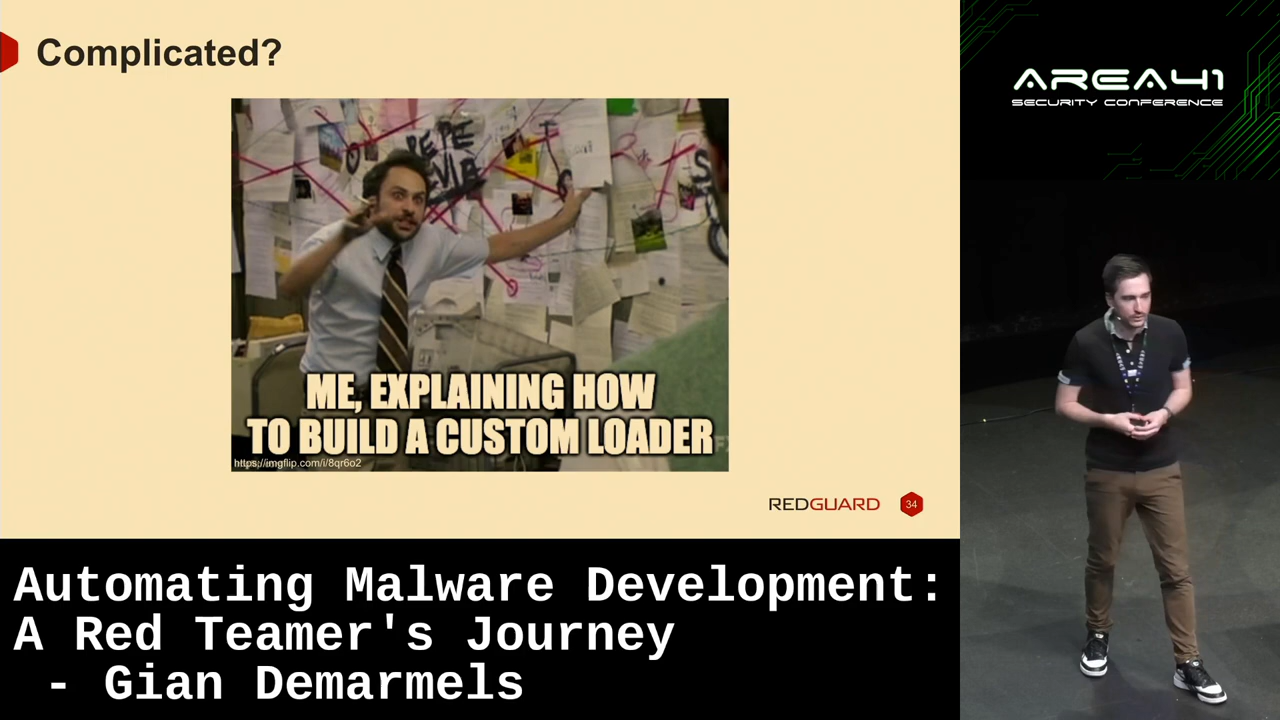 Complicated?
PEPE
SILVIA
ME, EXPLAINING HOW
TO BUILD A CUSTOM LOADER
https://imgflip.com/i/8qr6o2
REDGUARD
34
Automating Malware Development:
A Red Teamer's Journey
- Gian Demarmels
AREA41
SECURITY CONFERENCE